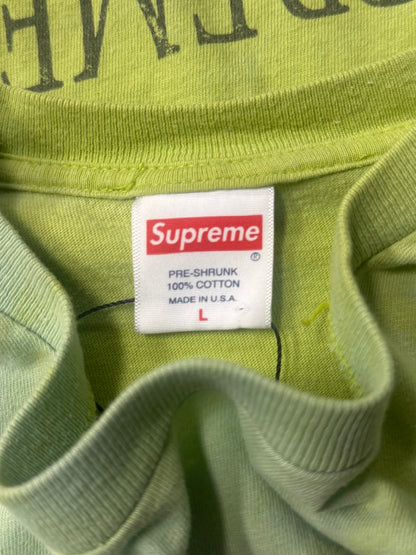 Supreme
®
PRE-SHRUNK
100% COTTON
MADE IN U.S.A.
L